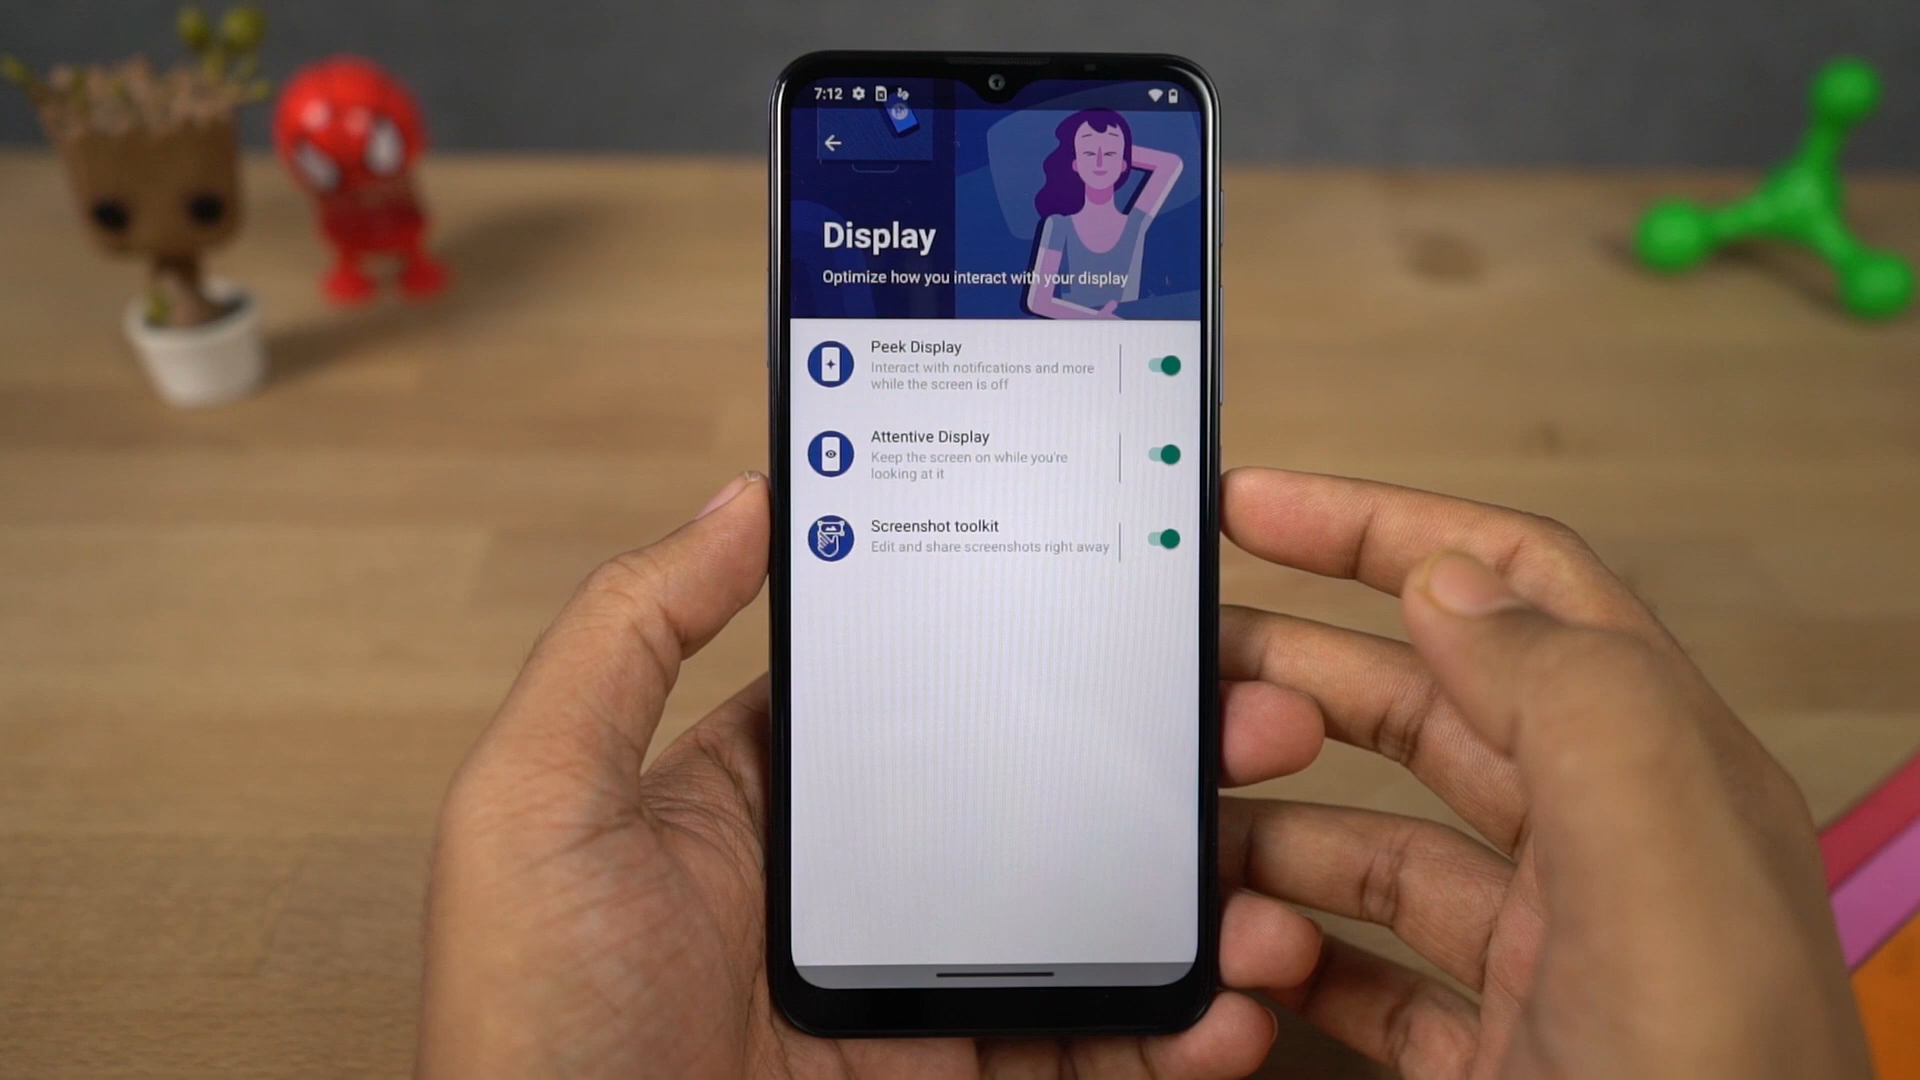 7:12
Display
Optimize how you interact with your display
Peek Display
Interact with notifications and more
while the screen is off
Attentive Display
Keep the screen on while you're
looking at it
Screenshot toolkit
Edit and share screenshots right away